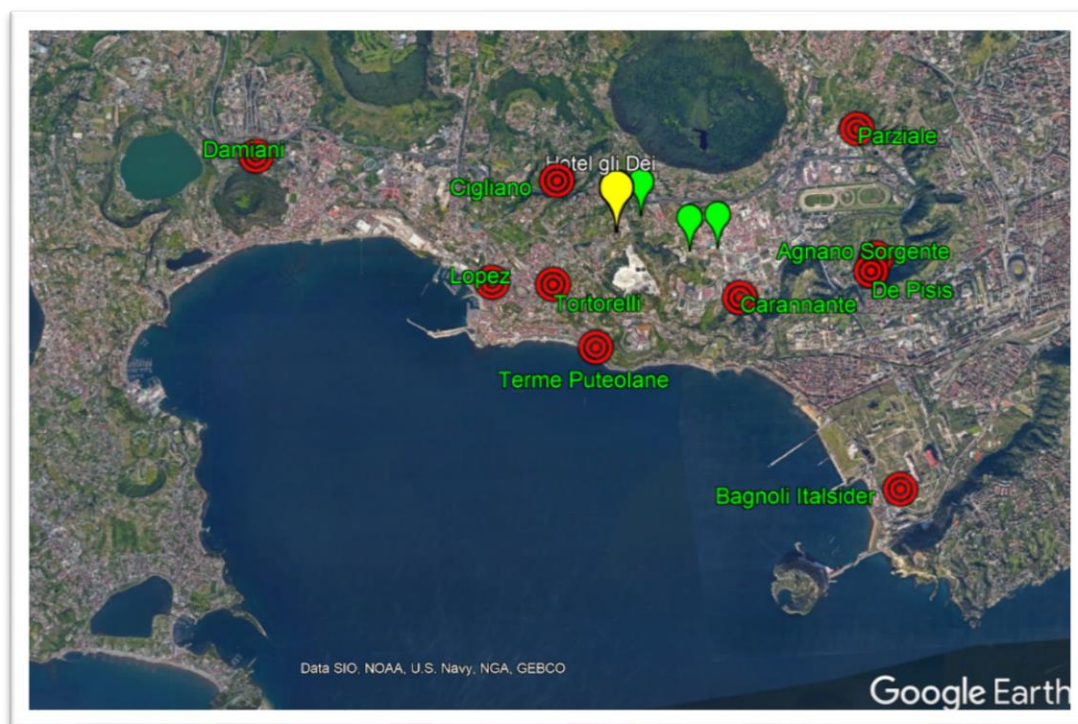 Parziale
Damiani
Hotel gli Dei
Cigliano
Agnano Sorgente
Lopez
De Pisis
Tortorelli
Carannante
Terme Puteolane
Bagnoli Italsider
Data SIO, NOAA, U.S. Navy, NGA, GEBCO
Google Earth